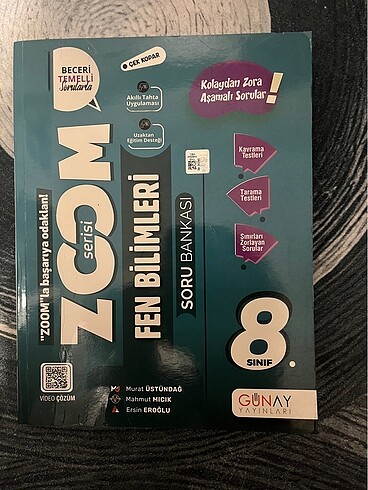 BECERİ
TEMELLİ
Sorularla
ÇEK KOPAR
Akıllı Tahta
Uygulaması
Uzaktan
Eğitim Desteği
Kolaydan Zora
Aşamalı Sorular!
"ZOOM"la başarıya odaklan!
ZOOM
serisi
FEN BİLİMLERİ
SORU BANKASI
Kavrama
Testleri
Tarama
Testleri
Sınırları
Zorlayan
Sorular
8.
SINIF
VİDEO ÇÖZÜM
Murat ÜSTÜNDAĞ
Mahmut MICIK
Ersin EROĞLU
GÜNAY
YAYINLARI